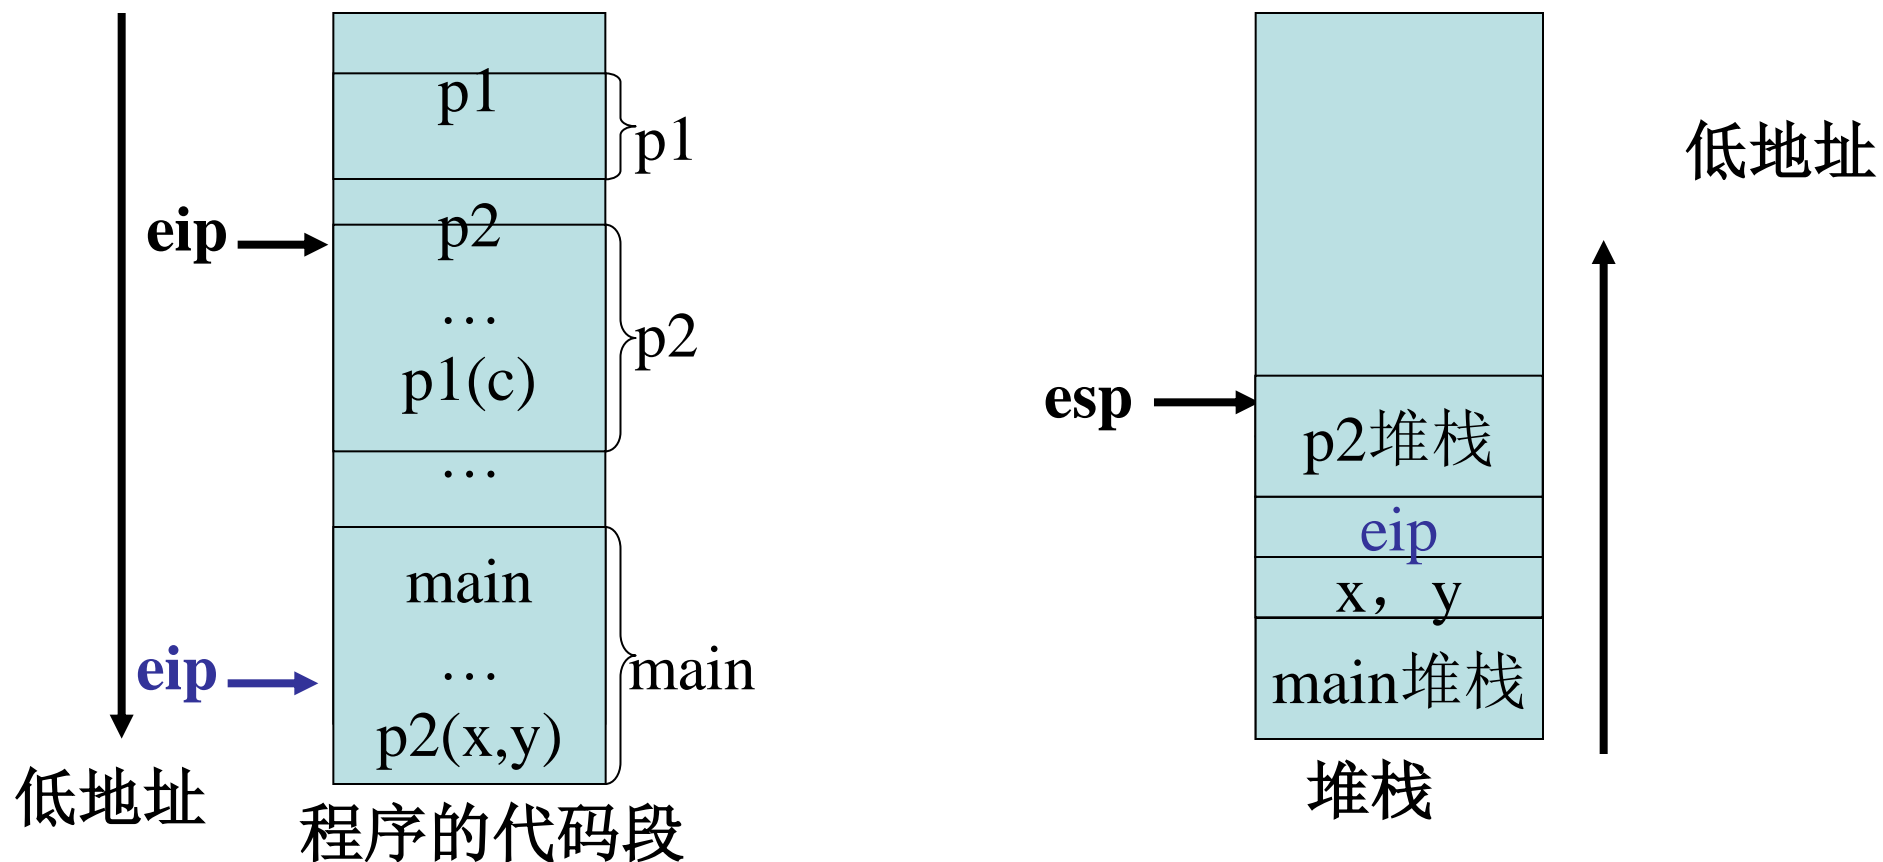 p1
p1
eip
p2
…
p2
p1(c)
…
main
eip
…
main
p2(x,y)
低地址
程序的代码段
低地址
esp
p2堆栈
eip
x，y
main堆栈
堆栈